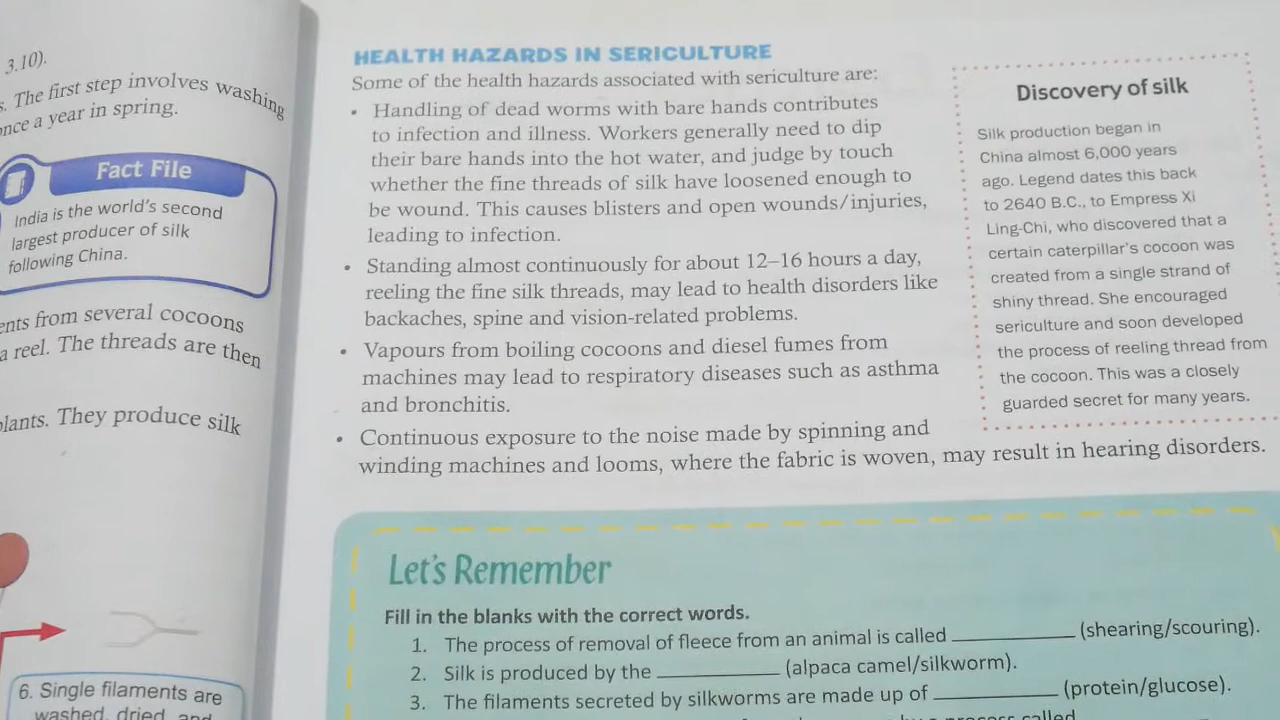 3.10).
s. The first step involves washing
once a year in spring.
Fact File
India is the world's second
largest producer of silk
following China.
ents from several cocoons
a reel. The threads are then
plants. They produce silk
6. Single filaments are
washed, dried, and
HEALTH HAZARDS IN SERICULTURE
Some of the health hazards associated with sericulture are:
• Handling of dead worms with bare hands contributes
to infection and illness. Workers generally need to dip
their bare hands into the hot water, and judge by touch
whether the fine threads of silk have loosened enough to
be wound. This causes blisters and open wounds/injuries,
leading to infection.
• Standing almost continuously for about 12–16 hours a day,
reeling the fine silk threads, may lead to health disorders like
backaches, spine and vision-related problems.
• Vapours from boiling cocoons and diesel fumes from
machines may lead to respiratory diseases such as asthma
and bronchitis.
• Continuous exposure to the noise made by spinning and
winding machines and looms, where the fabric is woven, may result in hearing disorders.
Discovery of silk
Silk production began in
China almost 6,000 years
ago. Legend dates this back
to 2640 B.C., to Empress Xi
Ling-Chi, who discovered that a
certain caterpillar's cocoon was
created from a single strand of
shiny thread. She encouraged
sericulture and soon developed
the process of reeling thread from
the cocoon. This was a closely
guarded secret for many years.
Let's Remember
Fill in the blanks with the correct words.
1. The process of removal of fleece from an animal is called ____________ (shearing/scouring).
2. Silk is produced by the ____________ (alpaca camel/silkworm).
3. The filaments secreted by silkworms are made up of ____________ (protein/glucose).
a process called